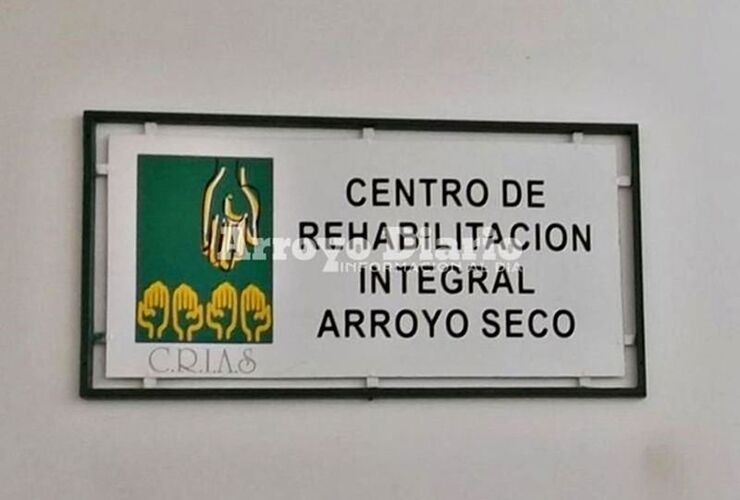 CENTRO DE
REHABILITACION
INTEGRAL
ARROYO SECO
C.R.I.A.S
Arroyo Diario
INFORMACION AL DIA